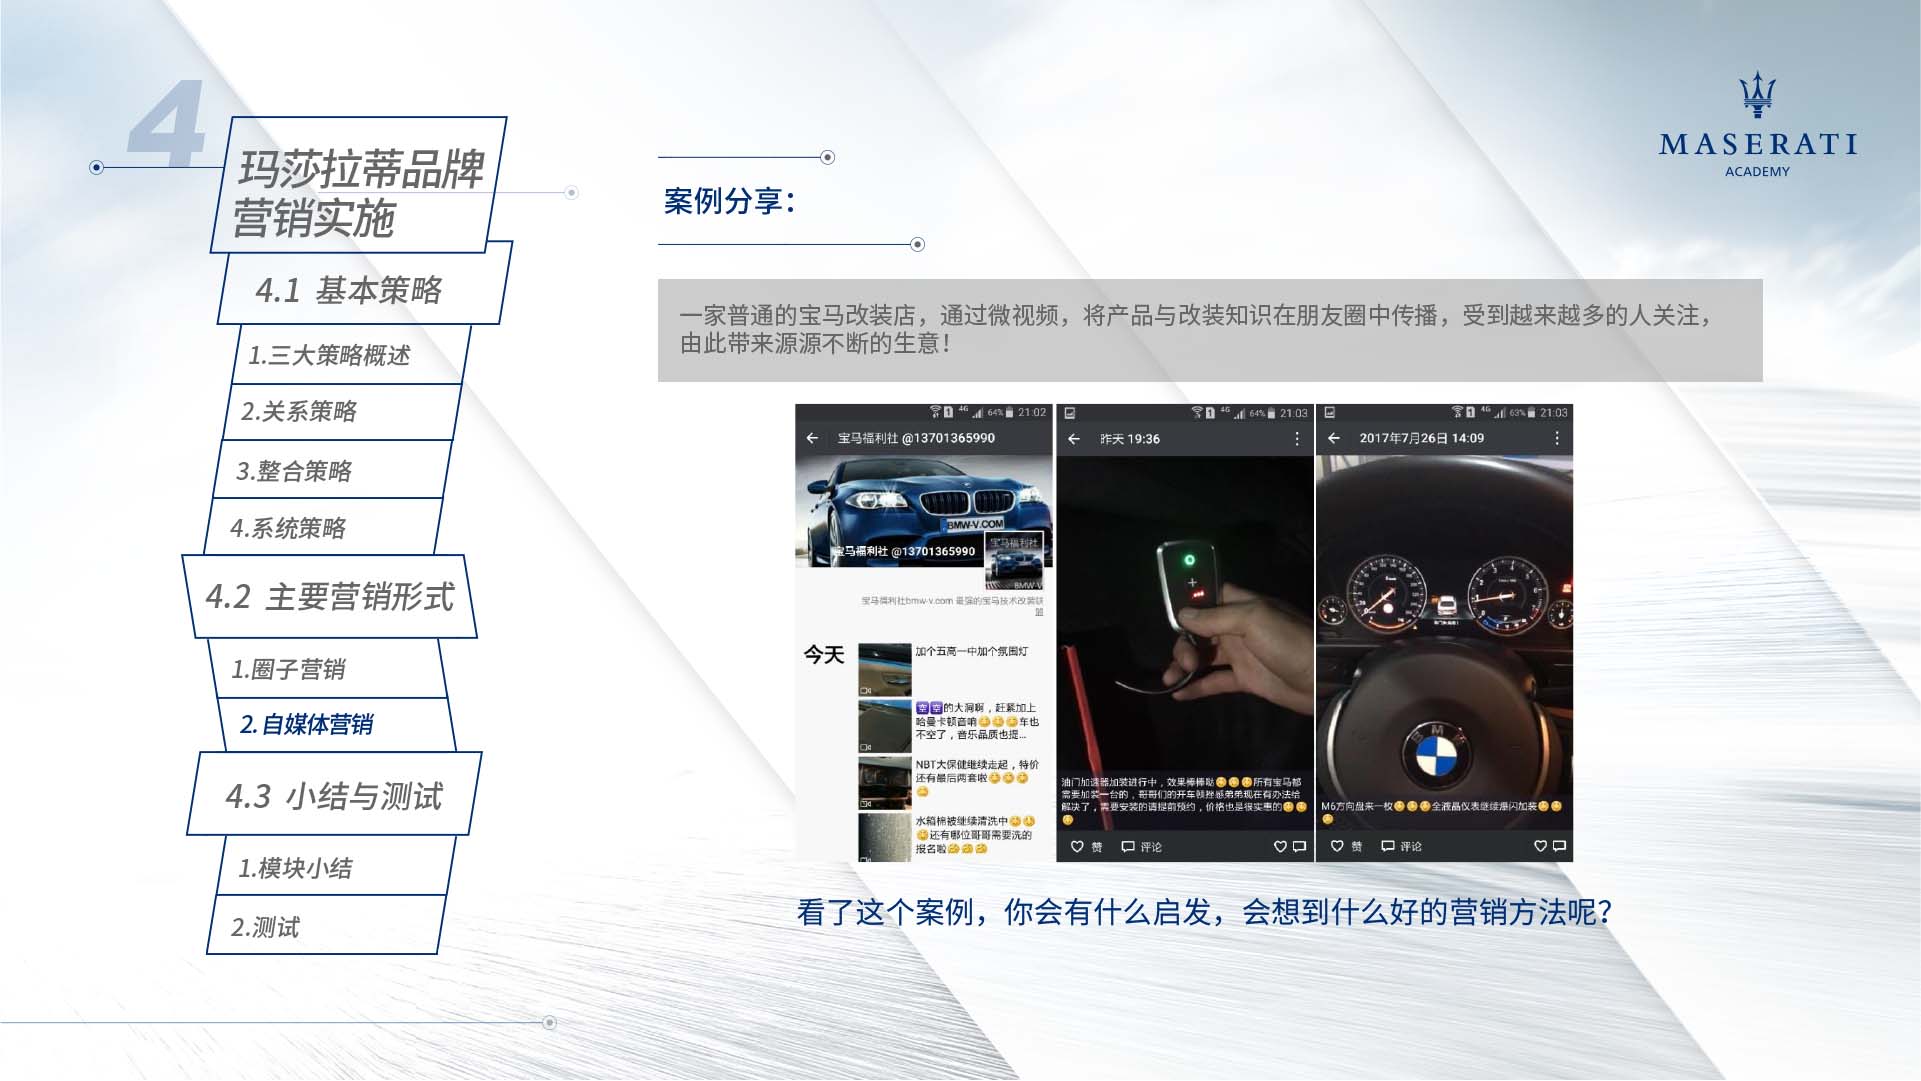 4
玛莎拉蒂品牌
营销实施
4.1 基本策略
1.三大策略概述
2.关系策略
3.整合策略
4.系统策略
4.2 主要营销形式
1.圈子营销
2.自媒体营销
4.3 小结与测试
1.模块小结
2.测试
MASERATI
ACADEMY
案例分享：
一家普通的宝马改装店，通过微视频，将产品与改装知识在朋友圈中传播，受到越来越多的人关注，
由此带来源源不断的生意！
4G 64% 21:02
宝马福利社 @13701365990
BMW-V.COM
宝马福利社 @13701365990
宝马福利社
BMW-V
宝马福利社bmw-v.com 最强的宝马技术改装联
盟
今天
加个五高一中加个氛围灯
空空的大洞啊，赶紧加上
哈曼卡顿音响😳😳😳车也
不空了，音乐品质也提...
NBT大保健继续走起，特价
还有最后两套啦😳😳😳
😳
水箱棉被继续清洗中😳😳
😳还有哪位哥哥需要洗的
报名啦
4G 64% 21:03
昨天 19:36
油门加速器加装进行中，效果棒棒哒😳😳😳所有宝马都
需要加装一台的，哥哥们的开车顿挫感弟弟现在有办法给
解决了，需要安装的请提前预约，价格也是很实惠的😳😳
😳
赞 评论
4G 63% 21:03
2017年7月26日 14:09
BMW
M6方向盘来一枚😳😳😳全液晶仪表继续爆闪加装😳😳
😳
赞 评论
看了这个案例，你会有什么启发，会想到什么好的营销方法呢？